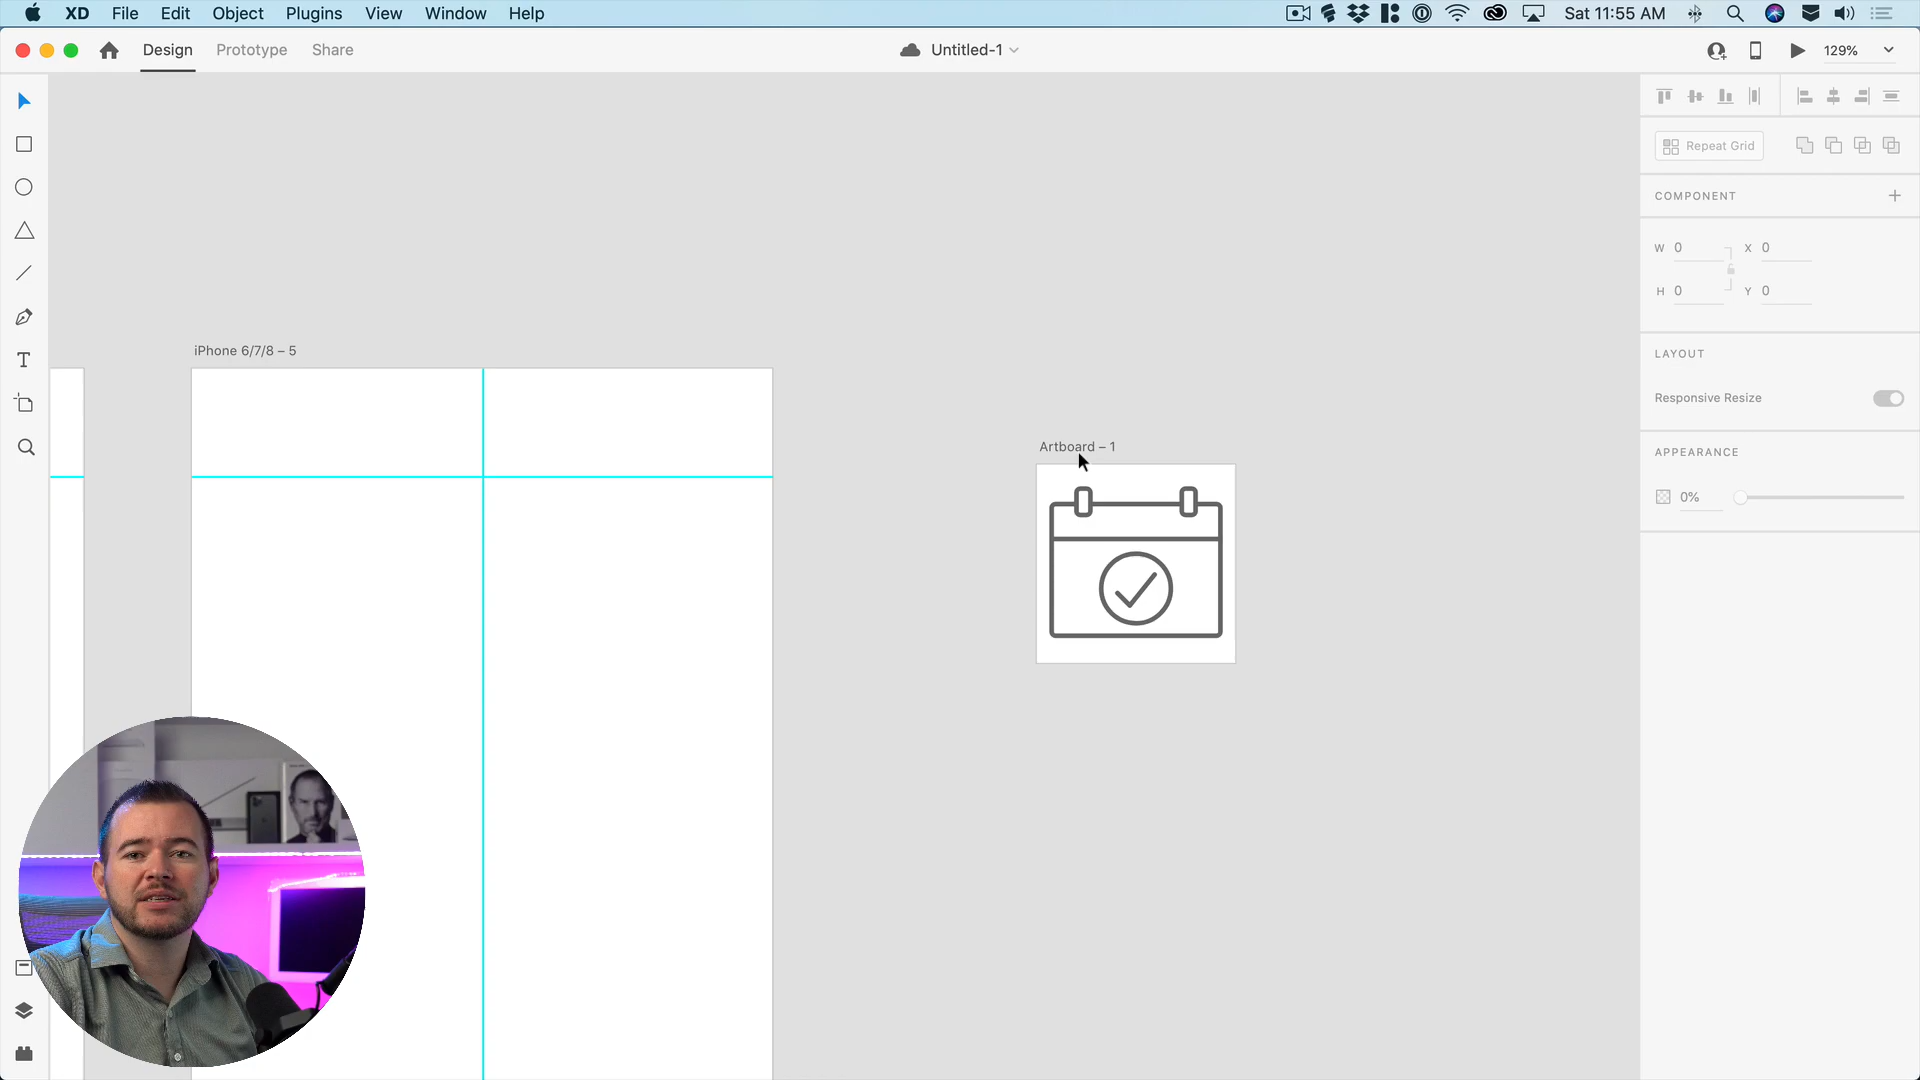 XD File Edit Object Plugins View Window Help Sat 11:55 AM
Design Prototype Share Untitled-1 129%
Repeat Grid
COMPONENT
W 0 X 0
H 0 Y 0
iPhone 6/7/8 – 5
LAYOUT
Responsive Resize
Artboard – 1
APPEARANCE
0%
T